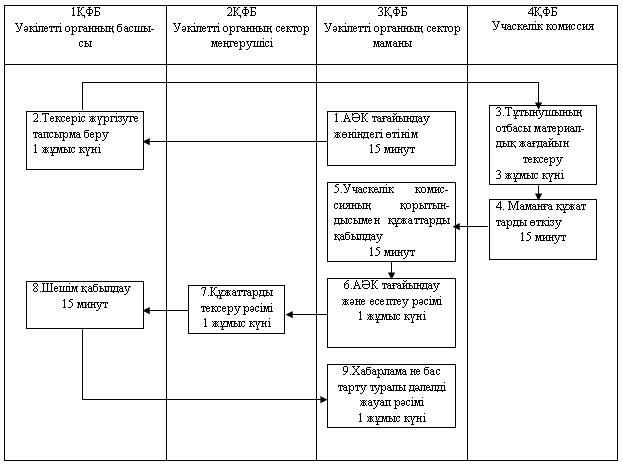 1ҚФБ
Уәкілетті органның басшы-
сы
2ҚФБ
Уәкілетті органның сектор
меңгерушісі
3ҚФБ
Уәкілетті органның сектор
маманы
4ҚФБ
Учаскелік комиссия
2.Тексеріс жүргізуге
тапсырма беру
1 жұмыс күні
1.АӘК тағайындау
жөніндегі өтінім
15 минут
3.Тұтынушының
отбасы материал-
дық жағдайын
тексеру
3 жұмыс күні
5.Учаскелік комис-
сияның қорытын-
дысымен құжаттарды
қабылдау
15 минут
4. Маманға құжат
тарды өткізу
15 минут
8.Шешім қабылдау
15 минут
7.Құжаттарды
тексеру рәсімі
1 жұмыс күні
6.АӘК тағайындау
және есептеу рәсімі
1 жұмыс күні
9.Хабарлама не бас
тарту туралы дәлелді
жауап рәсімі
1 жұмыс күні